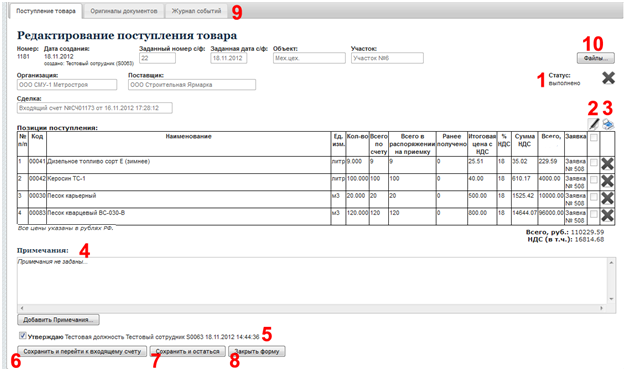 Поступление товара Оригиналы документов Журнал событий 9
Редактирование поступления товара
10
Номер: Дата создания: Заданный номер с/ф: Заданная дата с/ф: Объект: Участок:
1181 18.11.2012 22 18.11.2012 Мех.цех. Участок №8 Файлы...
создано: Тестовый сотрудник (S0063)
Организация: Поставщик: 1 Статус:
ООО СМУ-1 Метростроя ООО Строительная Ярмарка выполнено
Сделка:
Входящий счет №СЧ01173 от 16.11.2012 17:28:12
2 3
Позиции поступления:
№ п/п Код Наименование Ед. изм. Кол-во Всего по счету Всего в распоряжении на приемку Ранее получено Итоговая цена с НДС % НДС Сумма НДС Всего, Заявка
1 00041 Дизельное топливо сорт Е (зимнее) литр 9.000 9 9 0 25.51 18 35.02 229.59 Заявка № 508
2 00042 Керосин ТС-1 литр 100.000 100 100 0 40.00 18 610.17 4000.00 Заявка № 508
3 00030 Песок карьерный м3 20.000 20 20 0 500.00 18 1525.42 10000.00 Заявка № 508
4 00083 Песок кварцевый ВС-030-В м3 120.000 120 120 0 800.00 18 14644.07 96000.00 Заявка № 508
Все цены указаны в рублях РФ.
Всего, руб.: 110229.59
НДС (в т.ч.): 16814.68
Примечания: 4
Примечания не заданы...
Добавить Примечания...
Утверждаю Тестовая должность Тестовый сотрудник S0063 18.11.2012 14:44:36 5
Сохранить и перейти к входящему счету Сохранить и остаться Закрыть форму
6 7 8